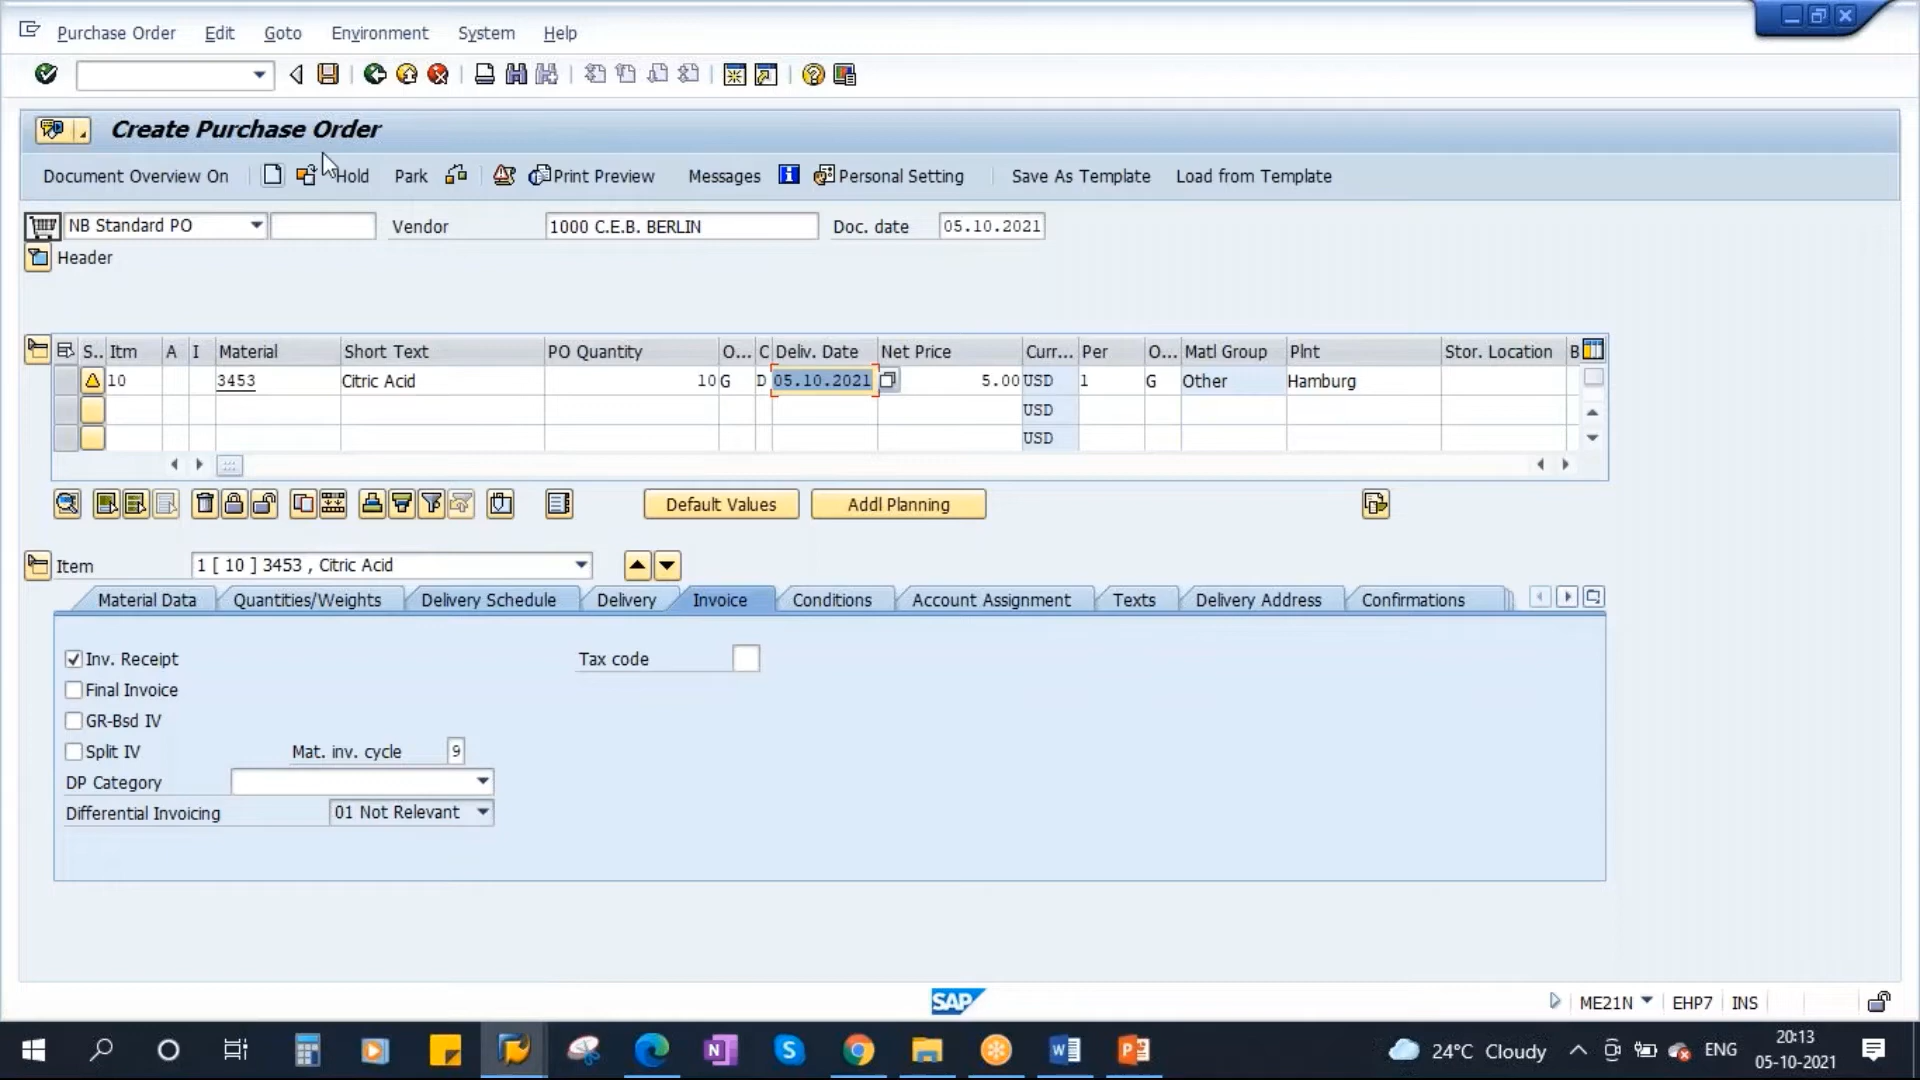 Purchase Order Edit Goto Environment System Help
Create Purchase Order
Document Overview On Hold Park Print Preview Messages Personal Setting Save As Template Load from Template
NB Standard PO Vendor 1000 C.E.B. BERLIN Doc. date 05.10.2021
Header
S.. Itm A I Material Short Text PO Quantity O... C Deliv. Date Net Price Curr... Per O... Matl Group Plnt Stor. Location B
10 3453 Citric Acid 10 G D 05.10.2021 5.00 USD 1 G Other Hamburg
USD
USD
Default Values Addl Planning
Item 1 [ 10 ] 3453 , Citric Acid
Material Data Quantities/Weights Delivery Schedule Delivery Invoice Conditions Account Assignment Texts Delivery Address Confirmations
Inv. Receipt Tax code
Final Invoice
GR-Bsd IV
Split IV Mat. inv. cycle 9
DP Category
Differential Invoicing 01 Not Relevant
SAP ME21N EHP7 INS
24°C Cloudy ENG 20:13
05-10-2021